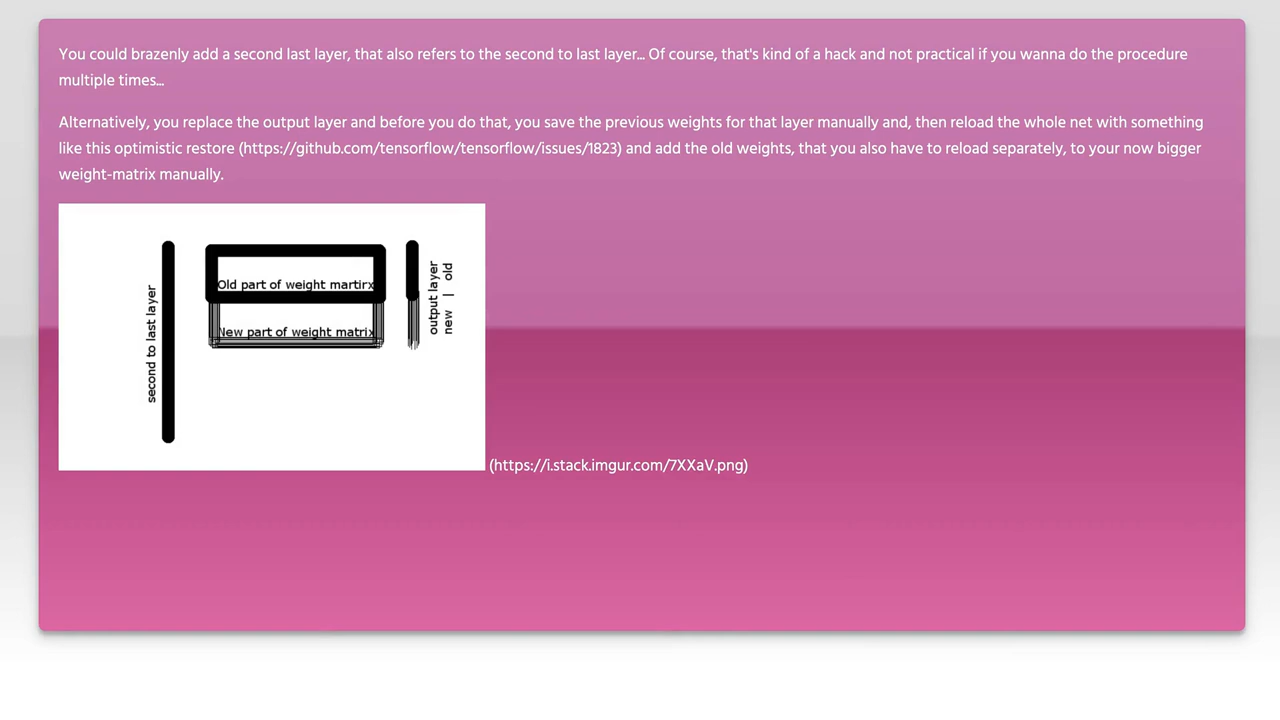 You could brazenly add a second last layer, that also refers to the second to last layer... Of course, that's kind of a hack and not practical if you wanna do the procedure
multiple times...
Alternatively, you replace the output layer and before you do that, you save the previous weights for that layer manually and, then reload the whole net with something
like this optimistic restore (https://github.com/tensorflow/tensorflow/issues/1823) and add the old weights, that you also have to reload separately, to your now bigger
weight-matrix manually.
second to last layer
Old part of weight martirx
New part of weight matrix
output layer
new | old
(https://i.stack.imgur.com/7XXaV.png)